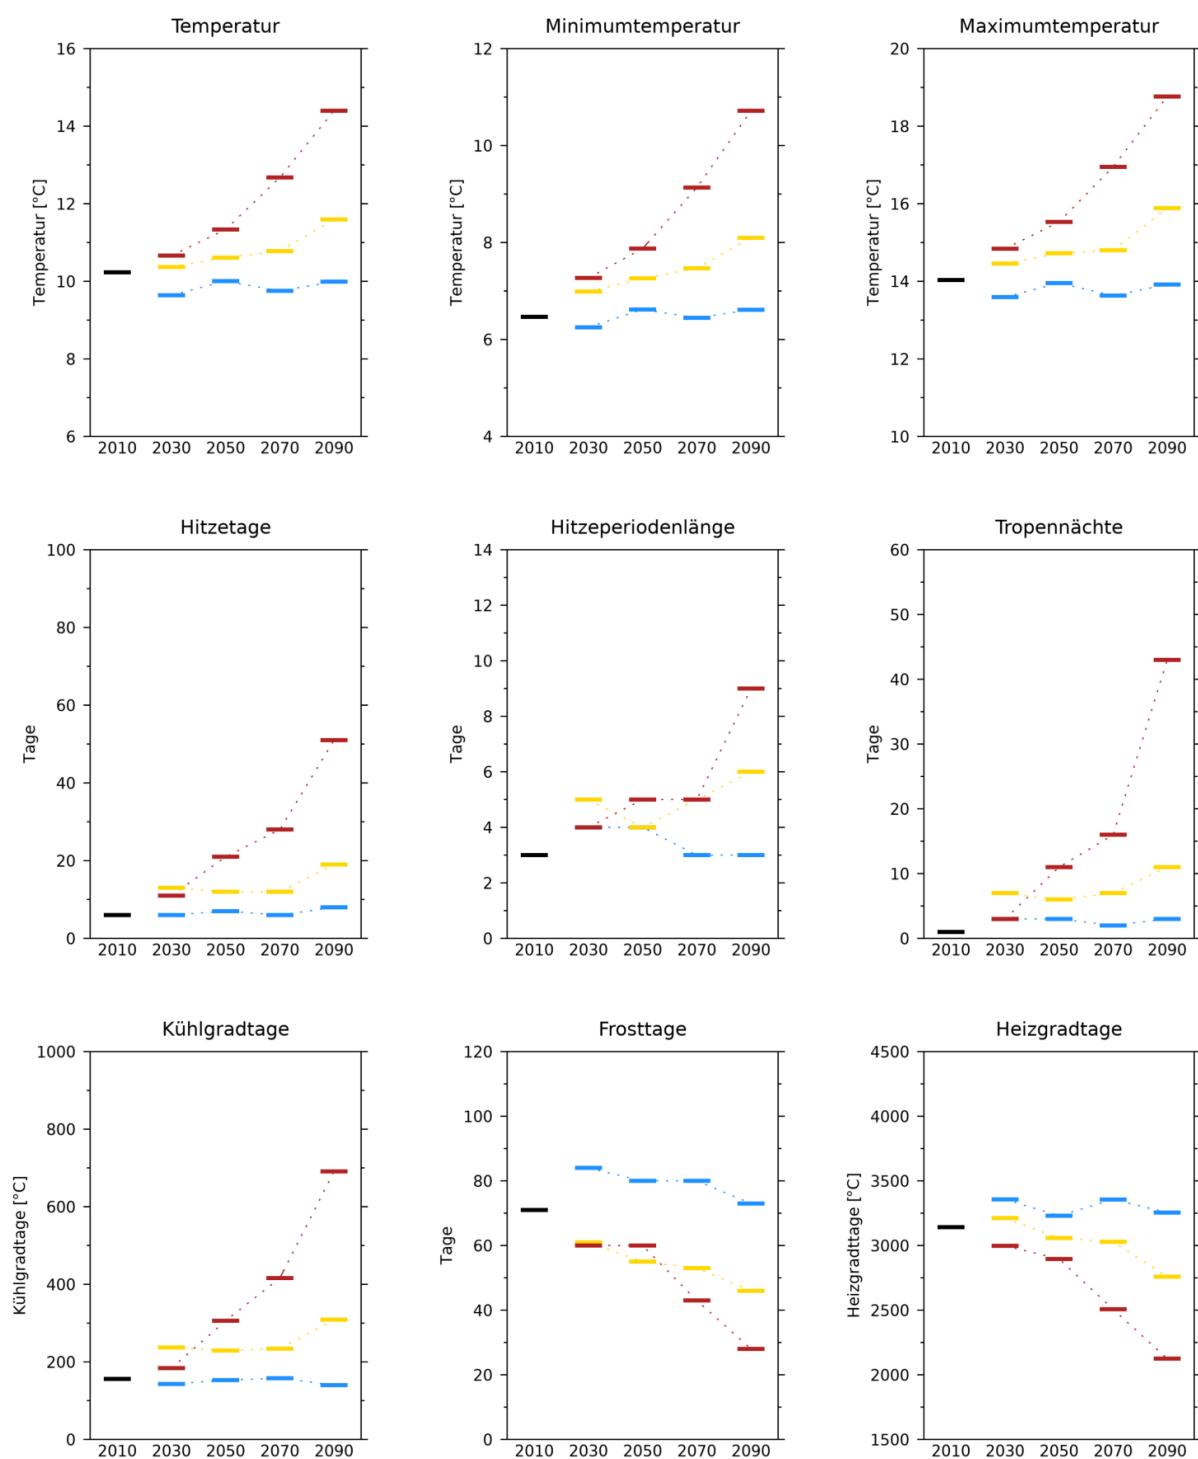 Temperatur
Temperatur [°C]
16
14
12
10
8
6
2010 2030 2050 2070 2090
Minimumtemperatur
Temperatur [°C]
12
10
8
6
4
2010 2030 2050 2070 2090
Maximumtemperatur
Temperatur [°C]
20
18
16
14
12
10
2010 2030 2050 2070 2090
Hitzetage
Tage
100
80
60
40
20
0
2010 2030 2050 2070 2090
Hitzeperiodenlänge
Tage
14
12
10
8
6
4
2
0
2010 2030 2050 2070 2090
Tropennächte
Tage
60
50
40
30
20
10
0
2010 2030 2050 2070 2090
Kühlgradtage
Kühlgradtage [°C]
1000
800
600
400
200
0
2010 2030 2050 2070 2090
Frosttage
Tage
120
100
80
60
40
20
0
2010 2030 2050 2070 2090
Heizgradtage
Heizgradttage [°C]
4500
4000
3500
3000
2500
2000
1500
2010 2030 2050 2070 2090